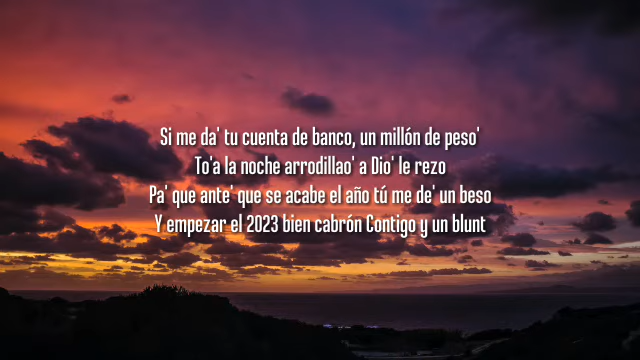 Si me da' tu cuenta de banco, un millón de peso'
To'a la noche arrodillao' a Dio' le rezo
Pa' que ante' que se acabe el año tú me de' un beso
Y empezar el 2023 bien cabrón Contigo y un blunt